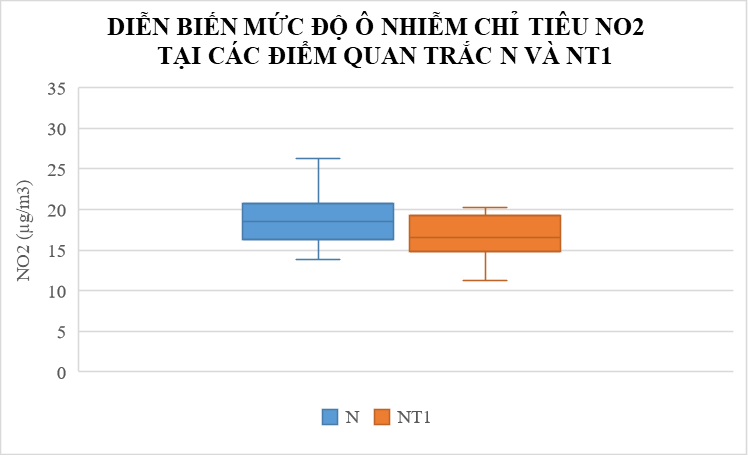 DIỄN BIẾN MỨC ĐỘ Ô NHIỄM CHỈ TIÊU NO2
TẠI CÁC ĐIỂM QUAN TRẮC N VÀ NT1
35
30
25
20
15
10
5
0
NO2 (µg/m3)
N
NT1